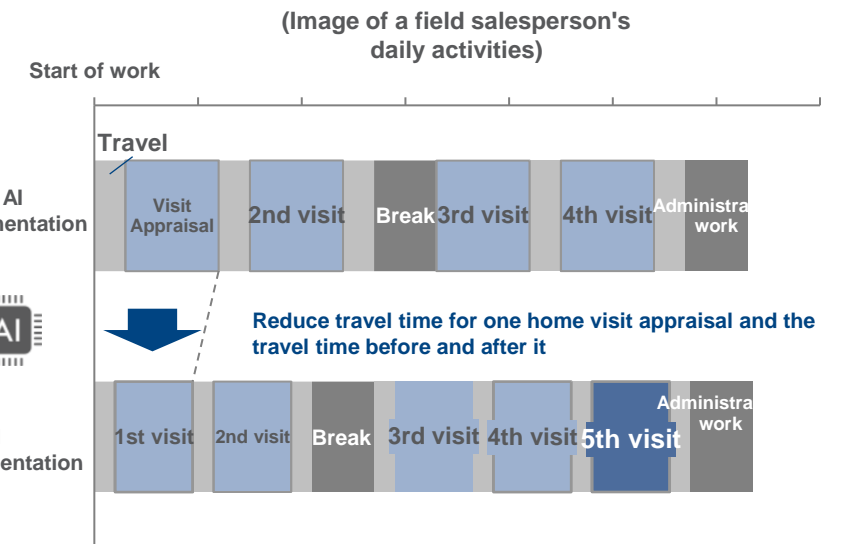 (Image of a field salesperson's
daily activities)
Start of work
Travel
AI
Visit
Appraisal
2nd visit
Break
3rd visit
4th visit
work
AI
Reduce travel time for one home visit appraisal and the
travel time before and after it
1st visit
2nd visit
Break
3rd visit
4th visit
5th visit
work